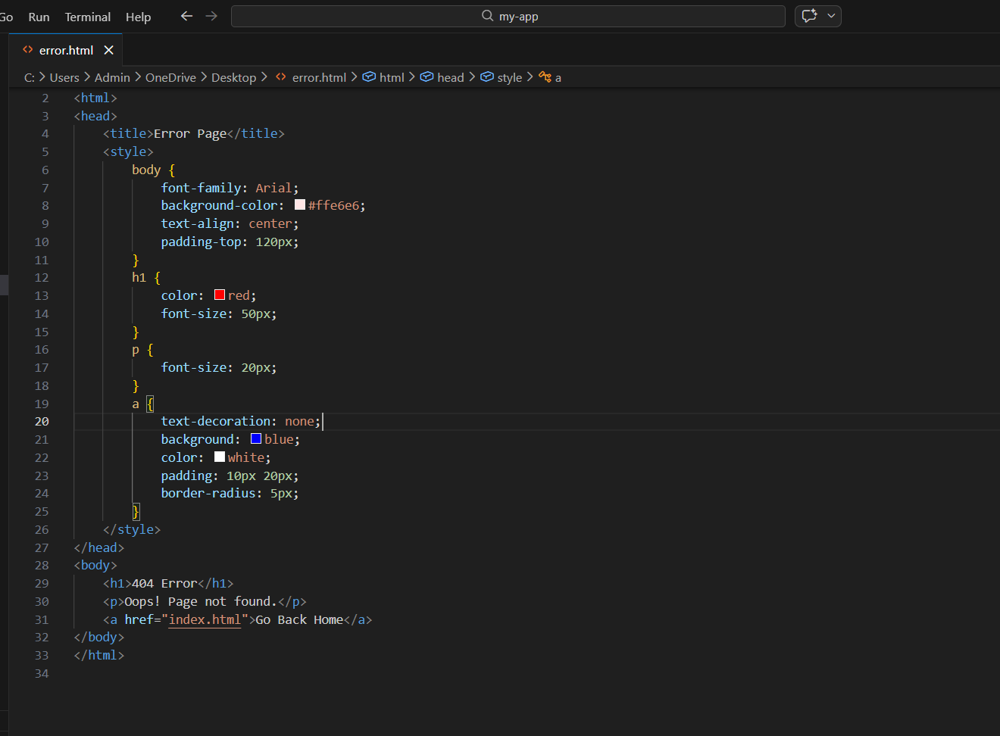 Go Run Terminal Help my-app
error.html
C: Users Admin OneDrive Desktop error.html html head style a
2 <html>
3 <head>
4     <title>Error Page</title>
5     <style>
6         body {
7             font-family: Arial;
8             background-color: #ffe6e6;
9             text-align: center;
10             padding-top: 120px;
11         }
12         h1 {
13             color: red;
14             font-size: 50px;
15         }
16         p {
17             font-size: 20px;
18         }
19         a {
20             text-decoration: none;
21             background: blue;
22             color: white;
23             padding: 10px 20px;
24             border-radius: 5px;
25         }
26     </style>
27 </head>
28 <body>
29     <h1>404 Error</h1>
30     <p>Oops! Page not found.</p>
31     <a href="index.html">Go Back Home</a>
32 </body>
33 </html>
34